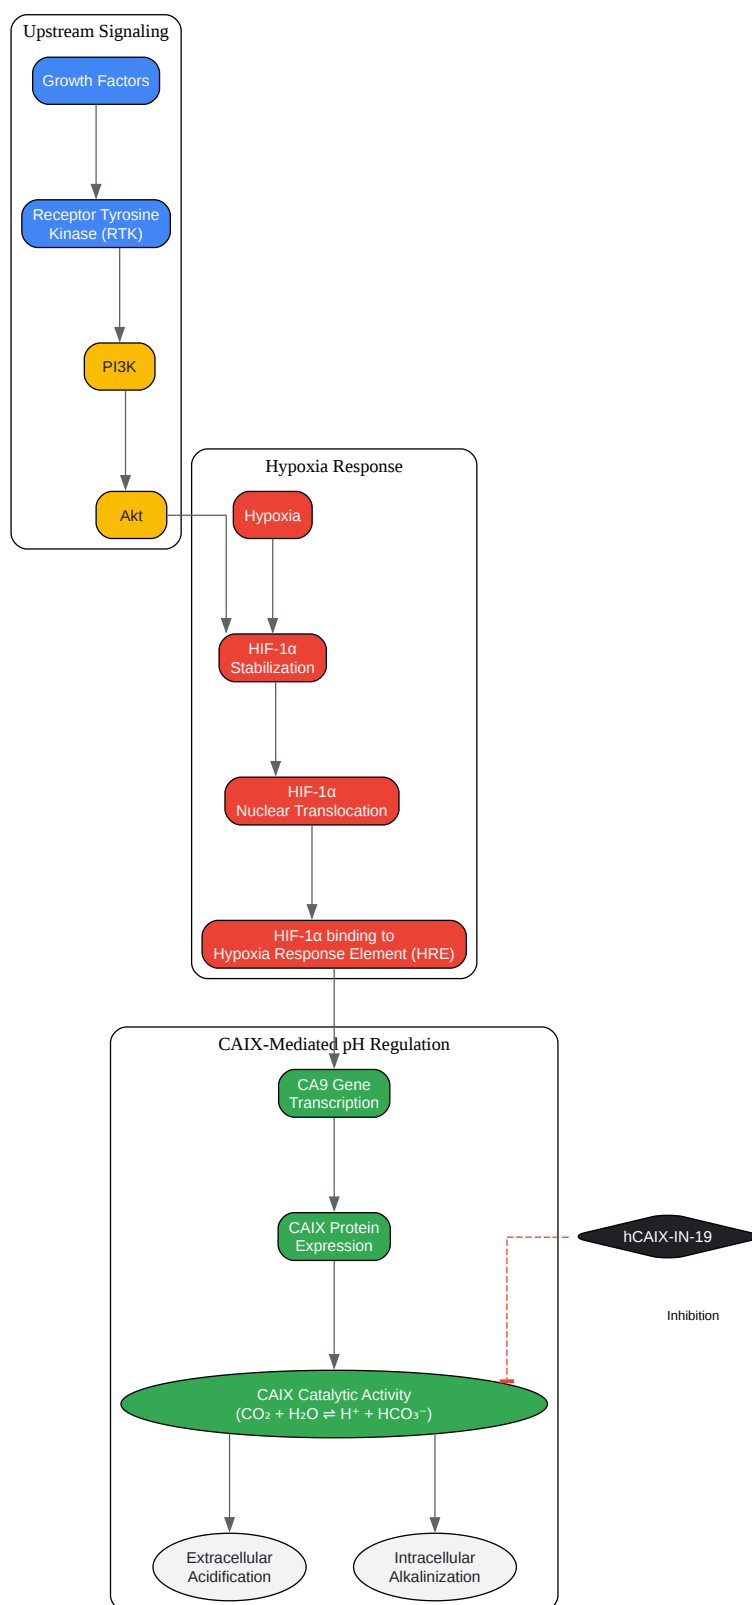 Upstream Signaling
Growth Factors
Receptor Tyrosine
Kinase (RTK)
PI3K
Akt
Hypoxia Response
Hypoxia
HIF-1α
Stabilization
HIF-1α
Nuclear Translocation
HIF-1α binding to
Hypoxia Response Element (HRE)
CAIX-Mediated pH Regulation
CA9 Gene
Transcription
CAIX Protein
Expression
hCAIX-IN-19
Inhibition
CAIX Catalytic Activity
(CO₂ + H₂O ⇌ H⁺ + HCO₃⁻)
Extracellular
Acidification
Intracellular
Alkalinization